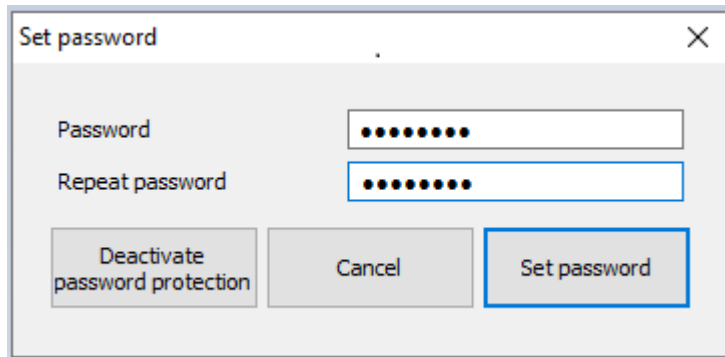 Set password
Password
●●●●●●●●
Repeat password
●●●●●●●●
Deactivate
password protection
Cancel
Set password